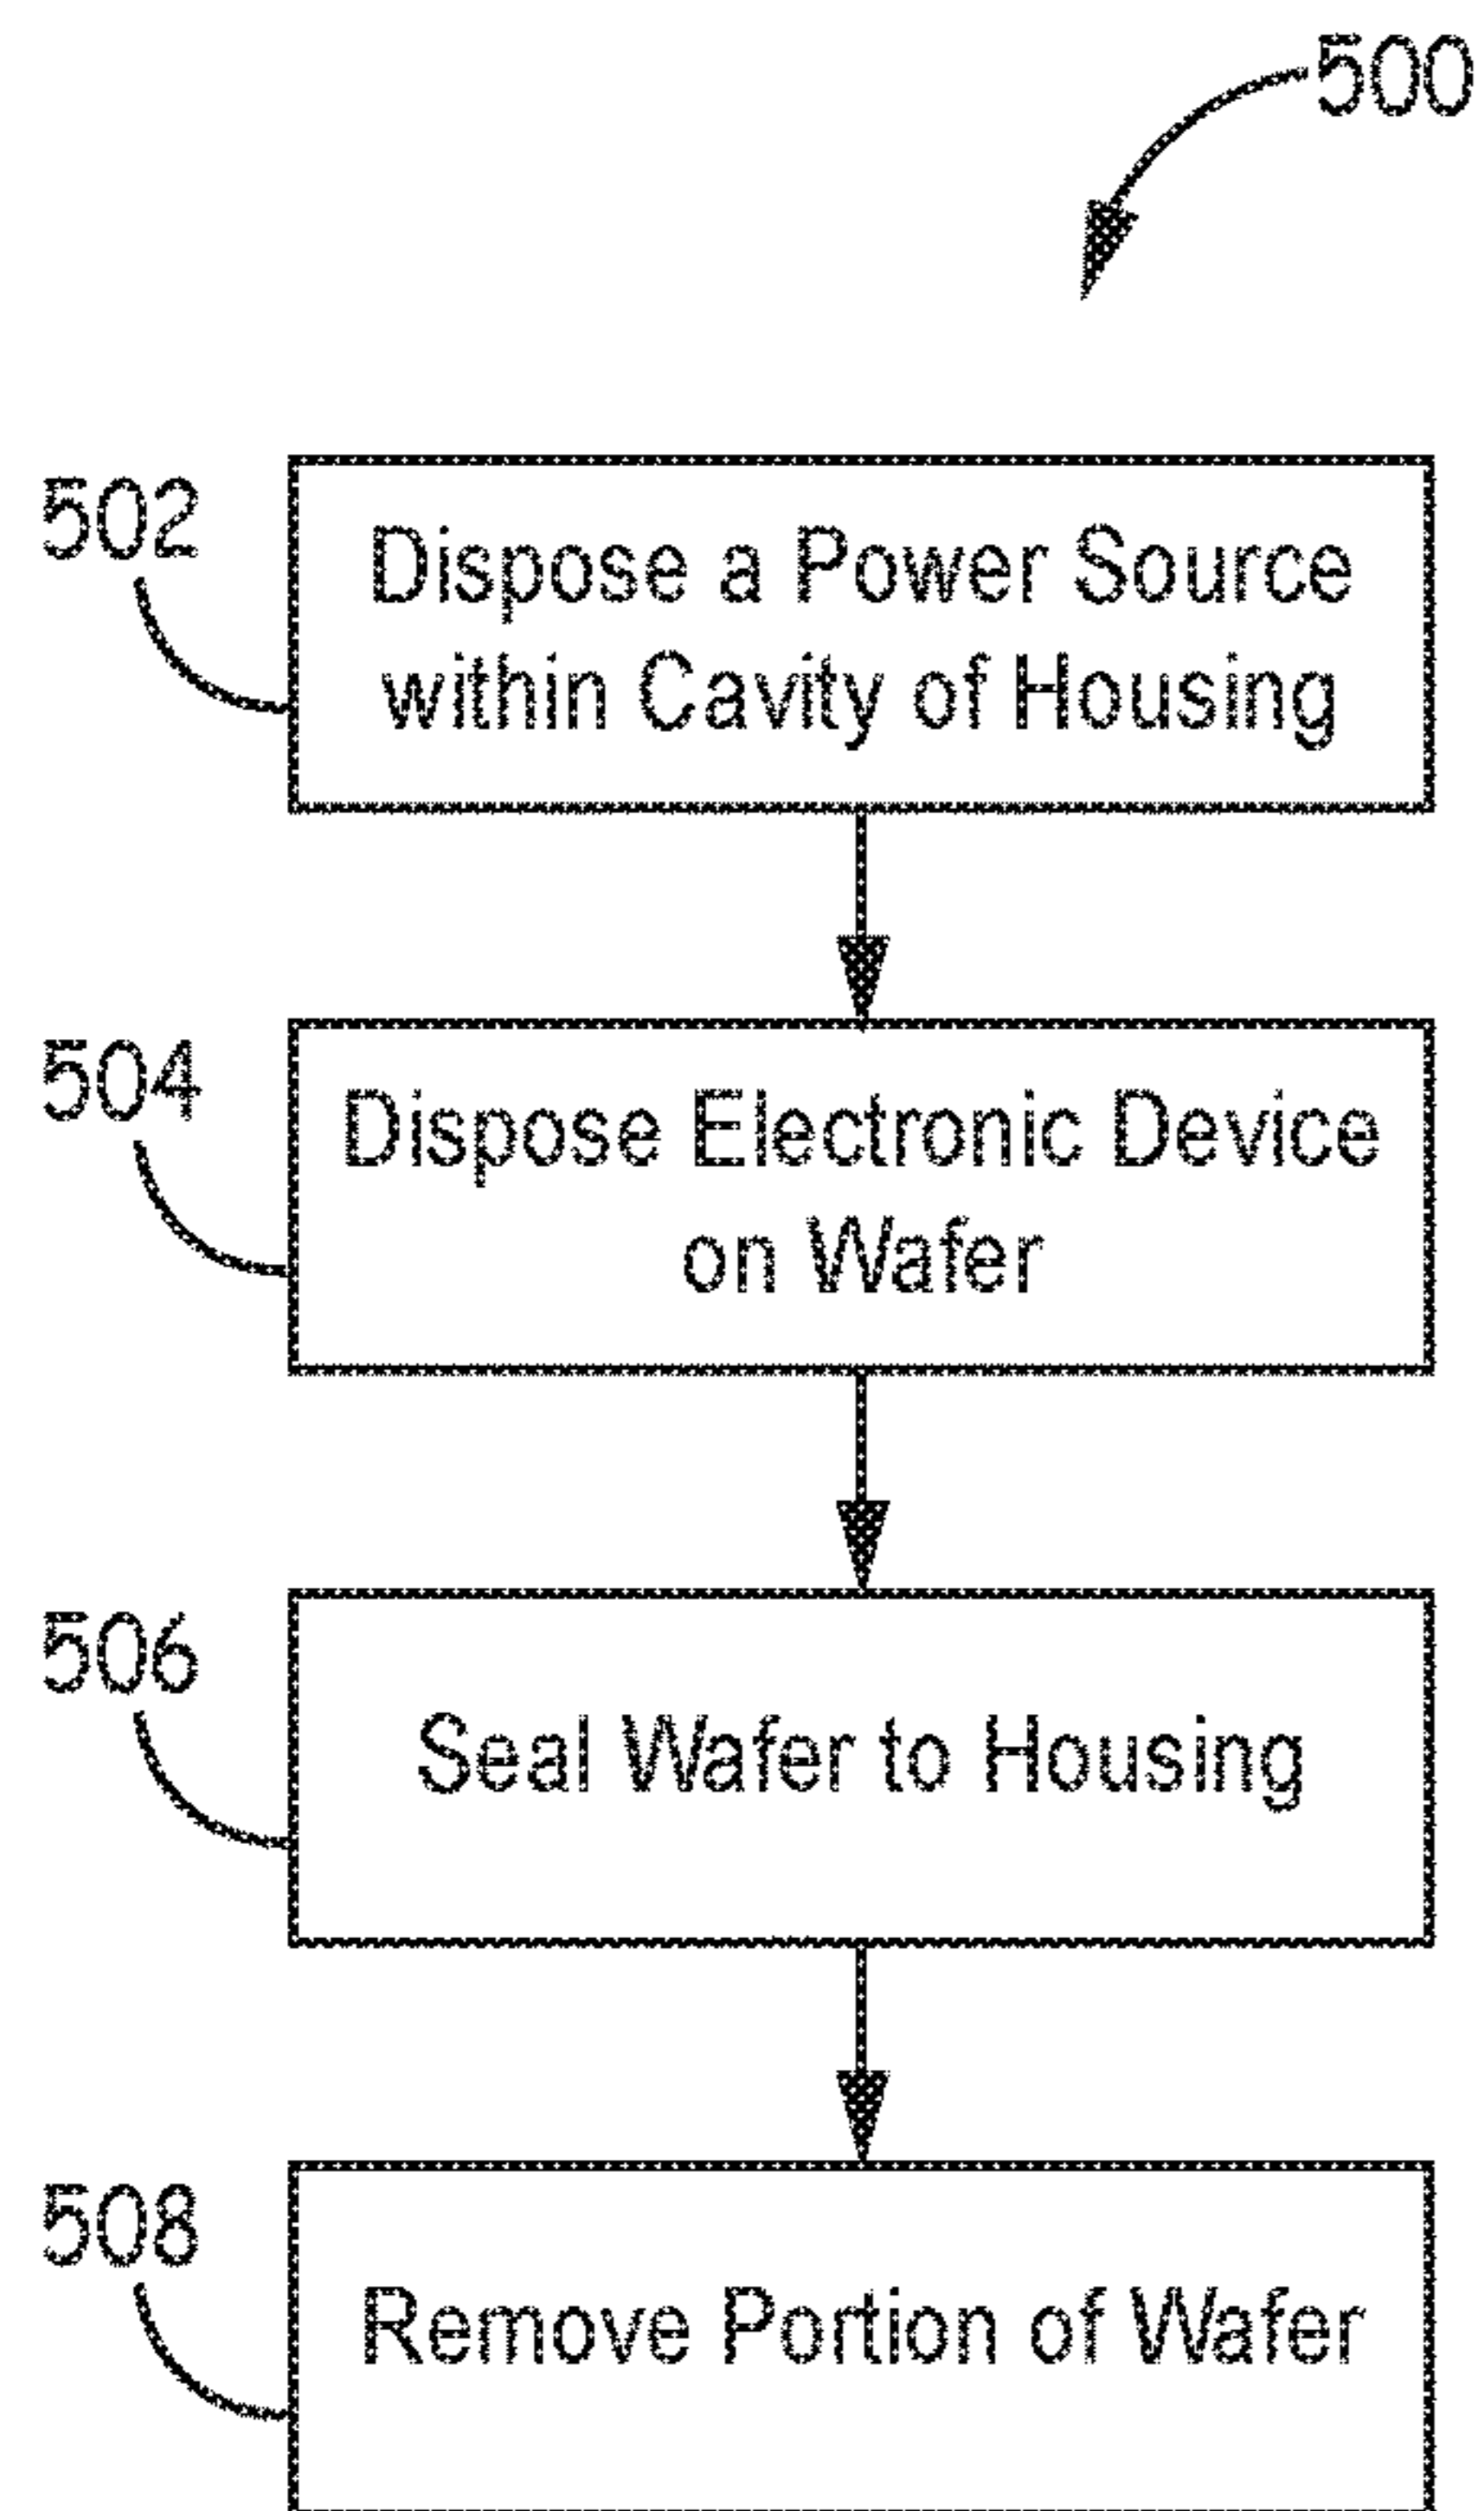 500
502
Dispose a Power Source
within Cavity of Housing
504
Dispose Electronic Device
on Wafer
506
Seal Wafer to Housing
508
Remove Portion of Wafer